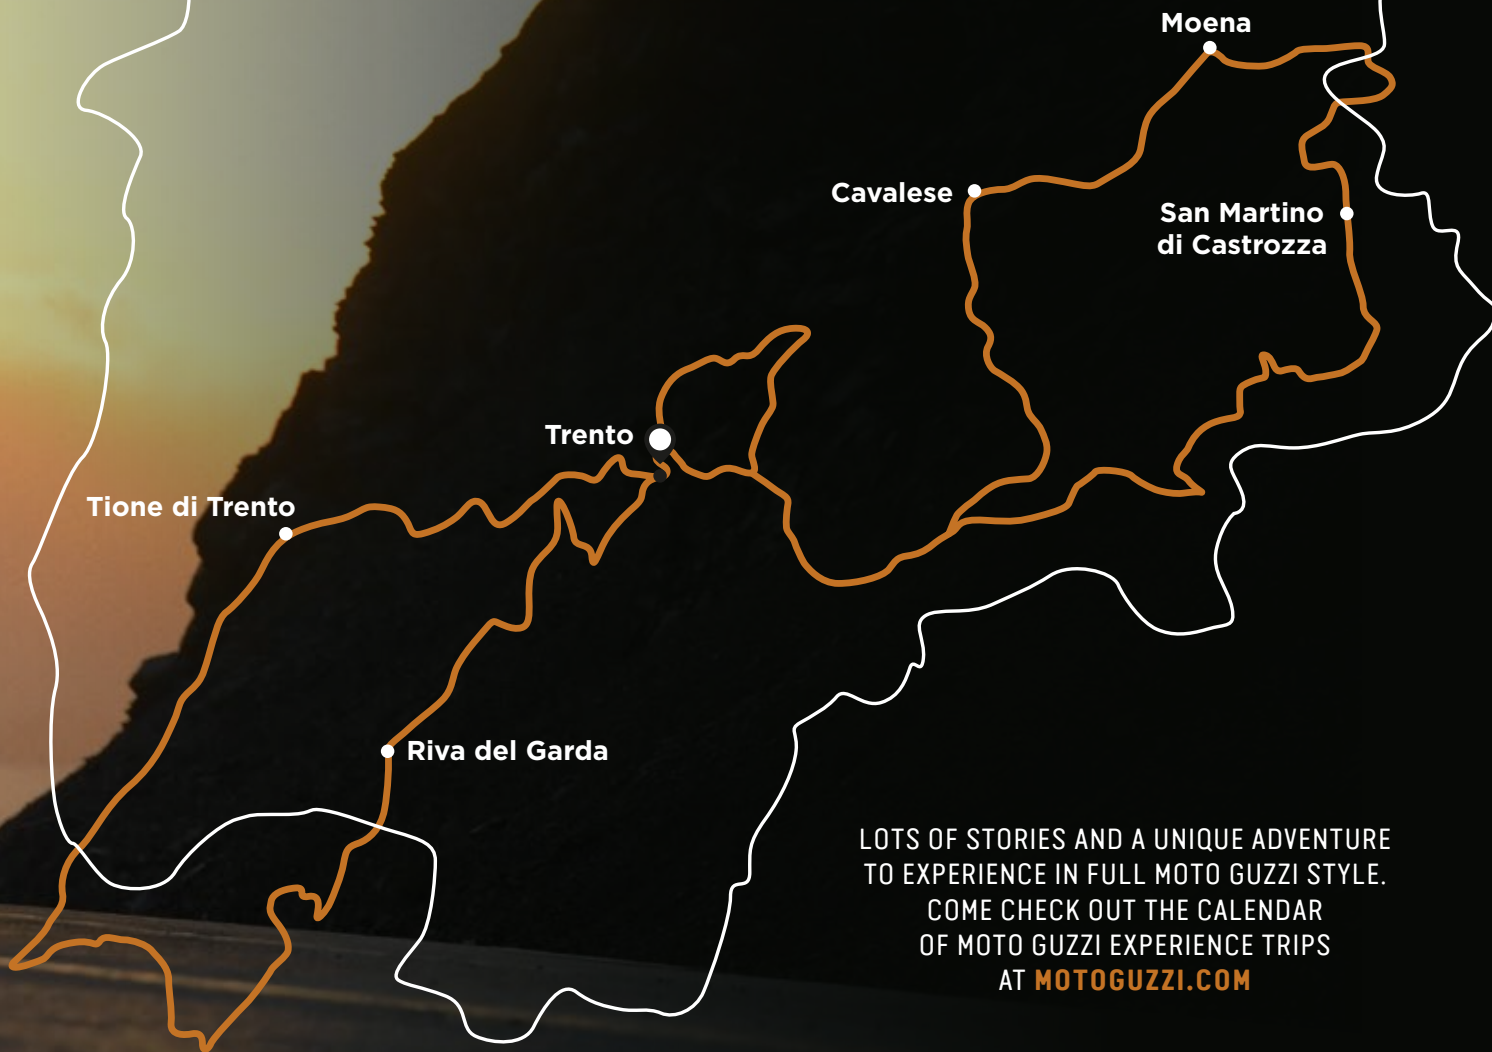 Moena
Cavalese
San Martino
di Castrozza
Trento
Tione di Trento
Riva del Garda
LOTS OF STORIES AND A UNIQUE ADVENTURE
TO EXPERIENCE IN FULL MOTO GUZZI STYLE.
COME CHECK OUT THE CALENDAR
OF MOTO GUZZI EXPERIENCE TRIPS
AT MOTOGUZZI.COM